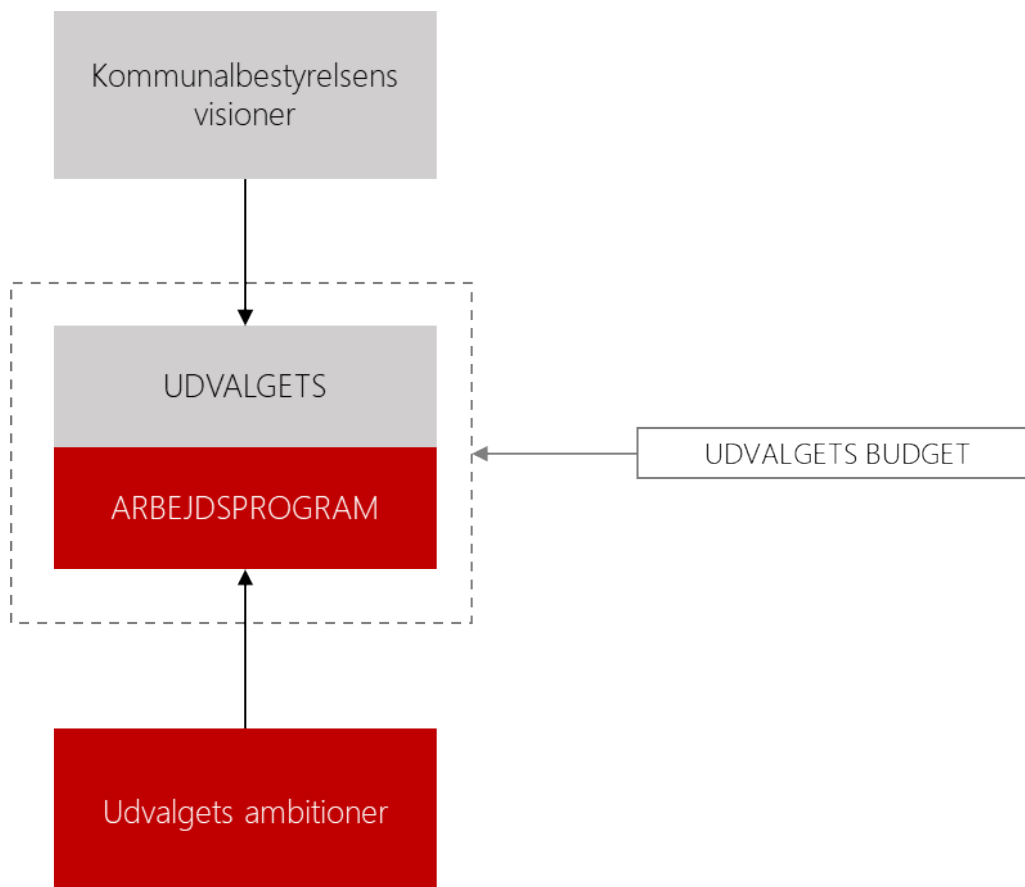 Kommunalbestyrelsens
visioner
UDVALGETS
ARBEJDSPROGRAM
UDVALGETS BUDGET
Udvalgets ambitioner